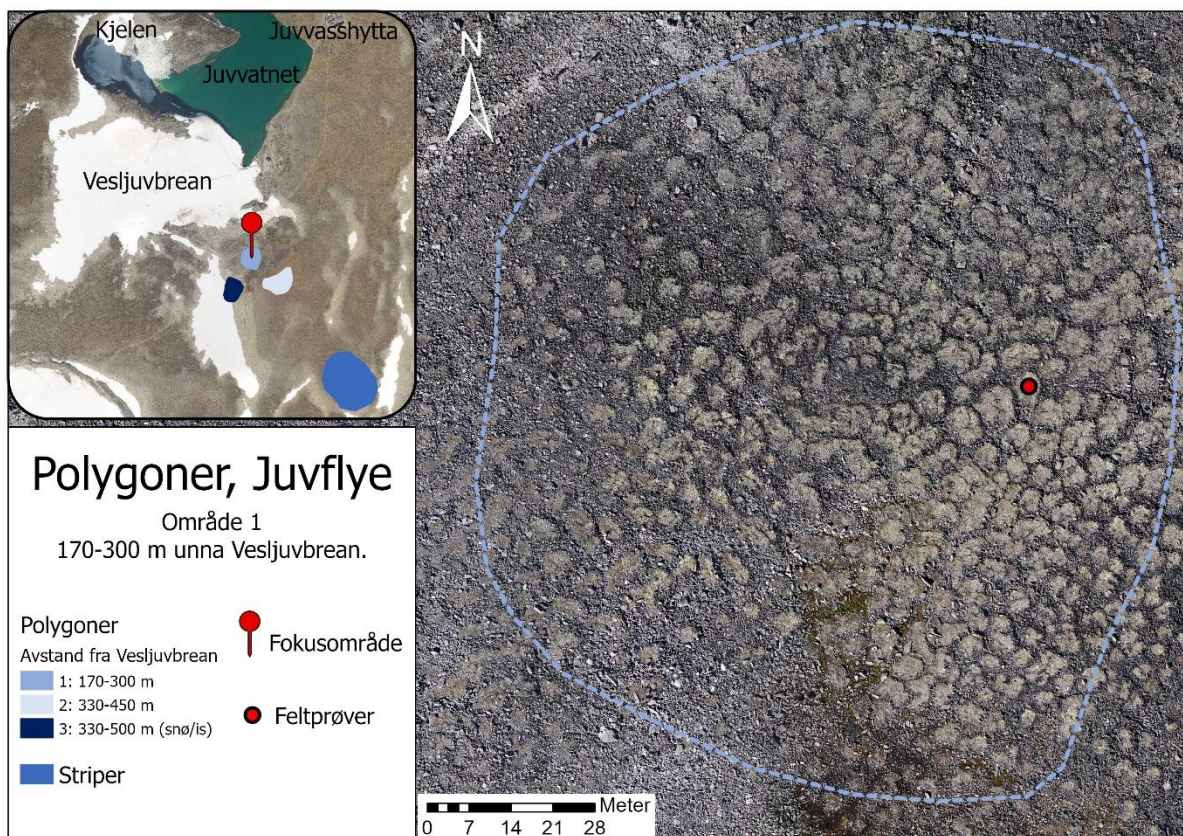 Kjelen
Juvvasshytta
Juvvatnet
Vesljuvbrean
N
Polygoner, Juvflye
Område 1
170-300 m unna Vesljuvbrean.
Polygoner
Avstand fra Vesljuvbrean
1: 170-300 m
2: 330-450 m
3: 330-500 m (snø/is)
Striper
Fokusområde
Feltprøver
Meter
0 7 14 21 28